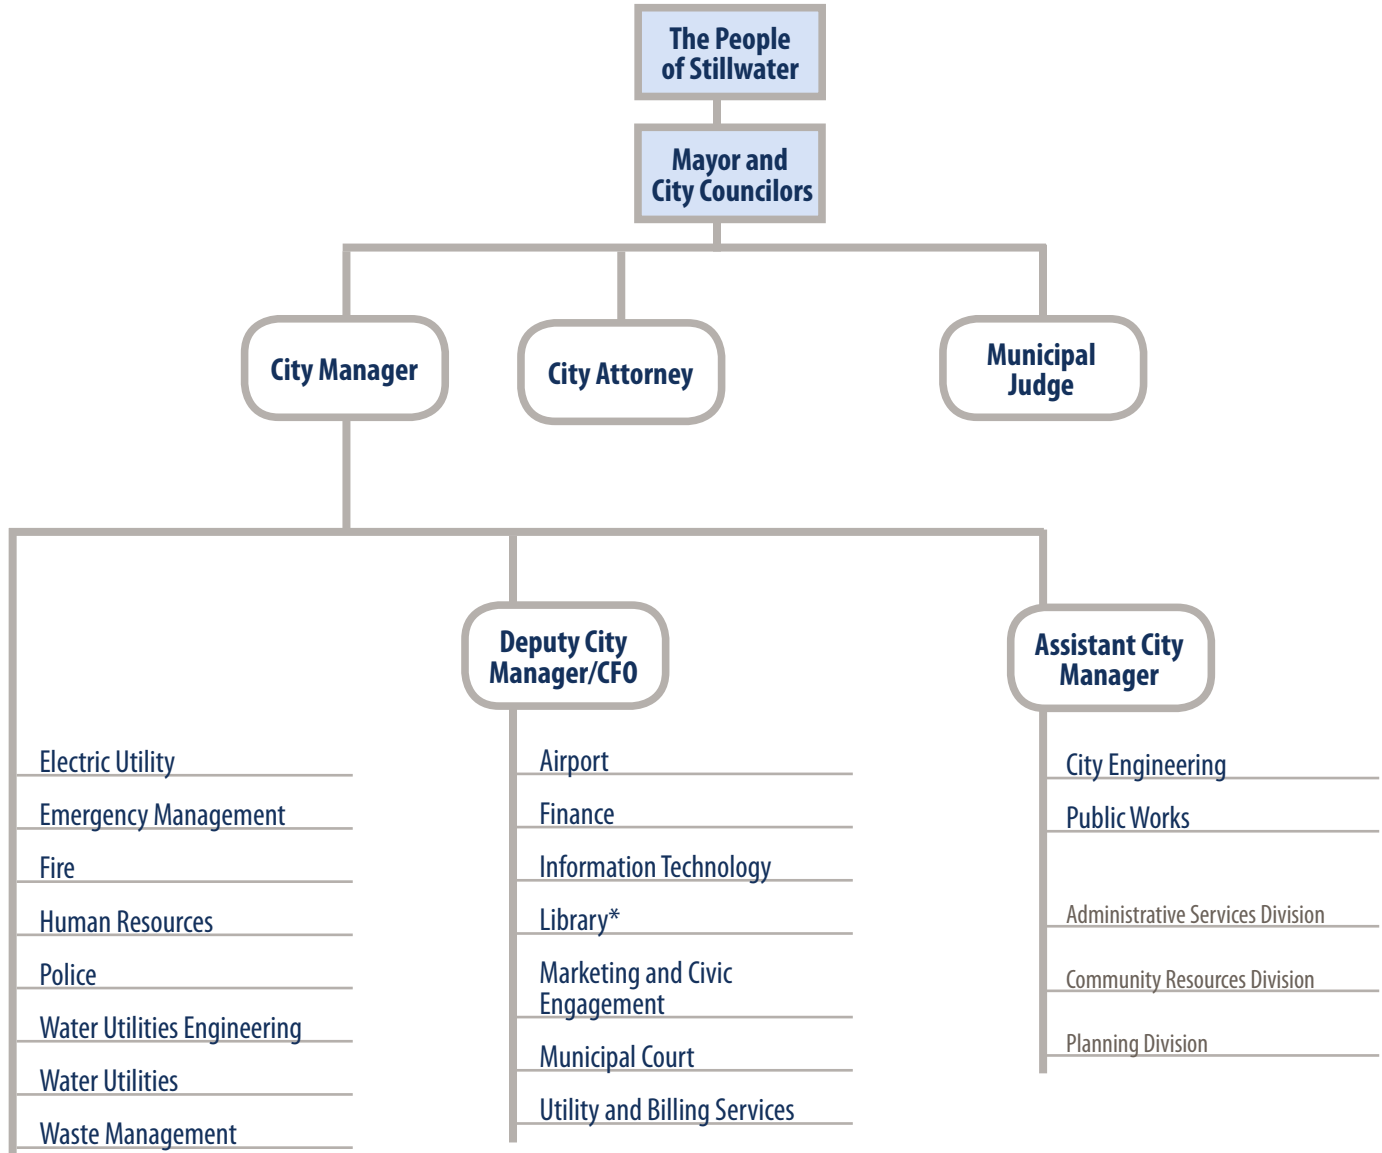 The People
of Stillwater
Mayor and
City Councilors
City Manager
City Attorney
Municipal
Judge
Deputy City
Manager/CFO
Assistant City
Manager
Electric Utility
Emergency Management
Fire
Human Resources
Police
Water Utilities Engineering
Water Utilities
Waste Management
Airport
Finance
Information Technology
Library*
Marketing and Civic
Engagement
Municipal Court
Utility and Billing Services
City Engineering
Public Works
Administrative Services Division
Community Resources Division
Planning Division